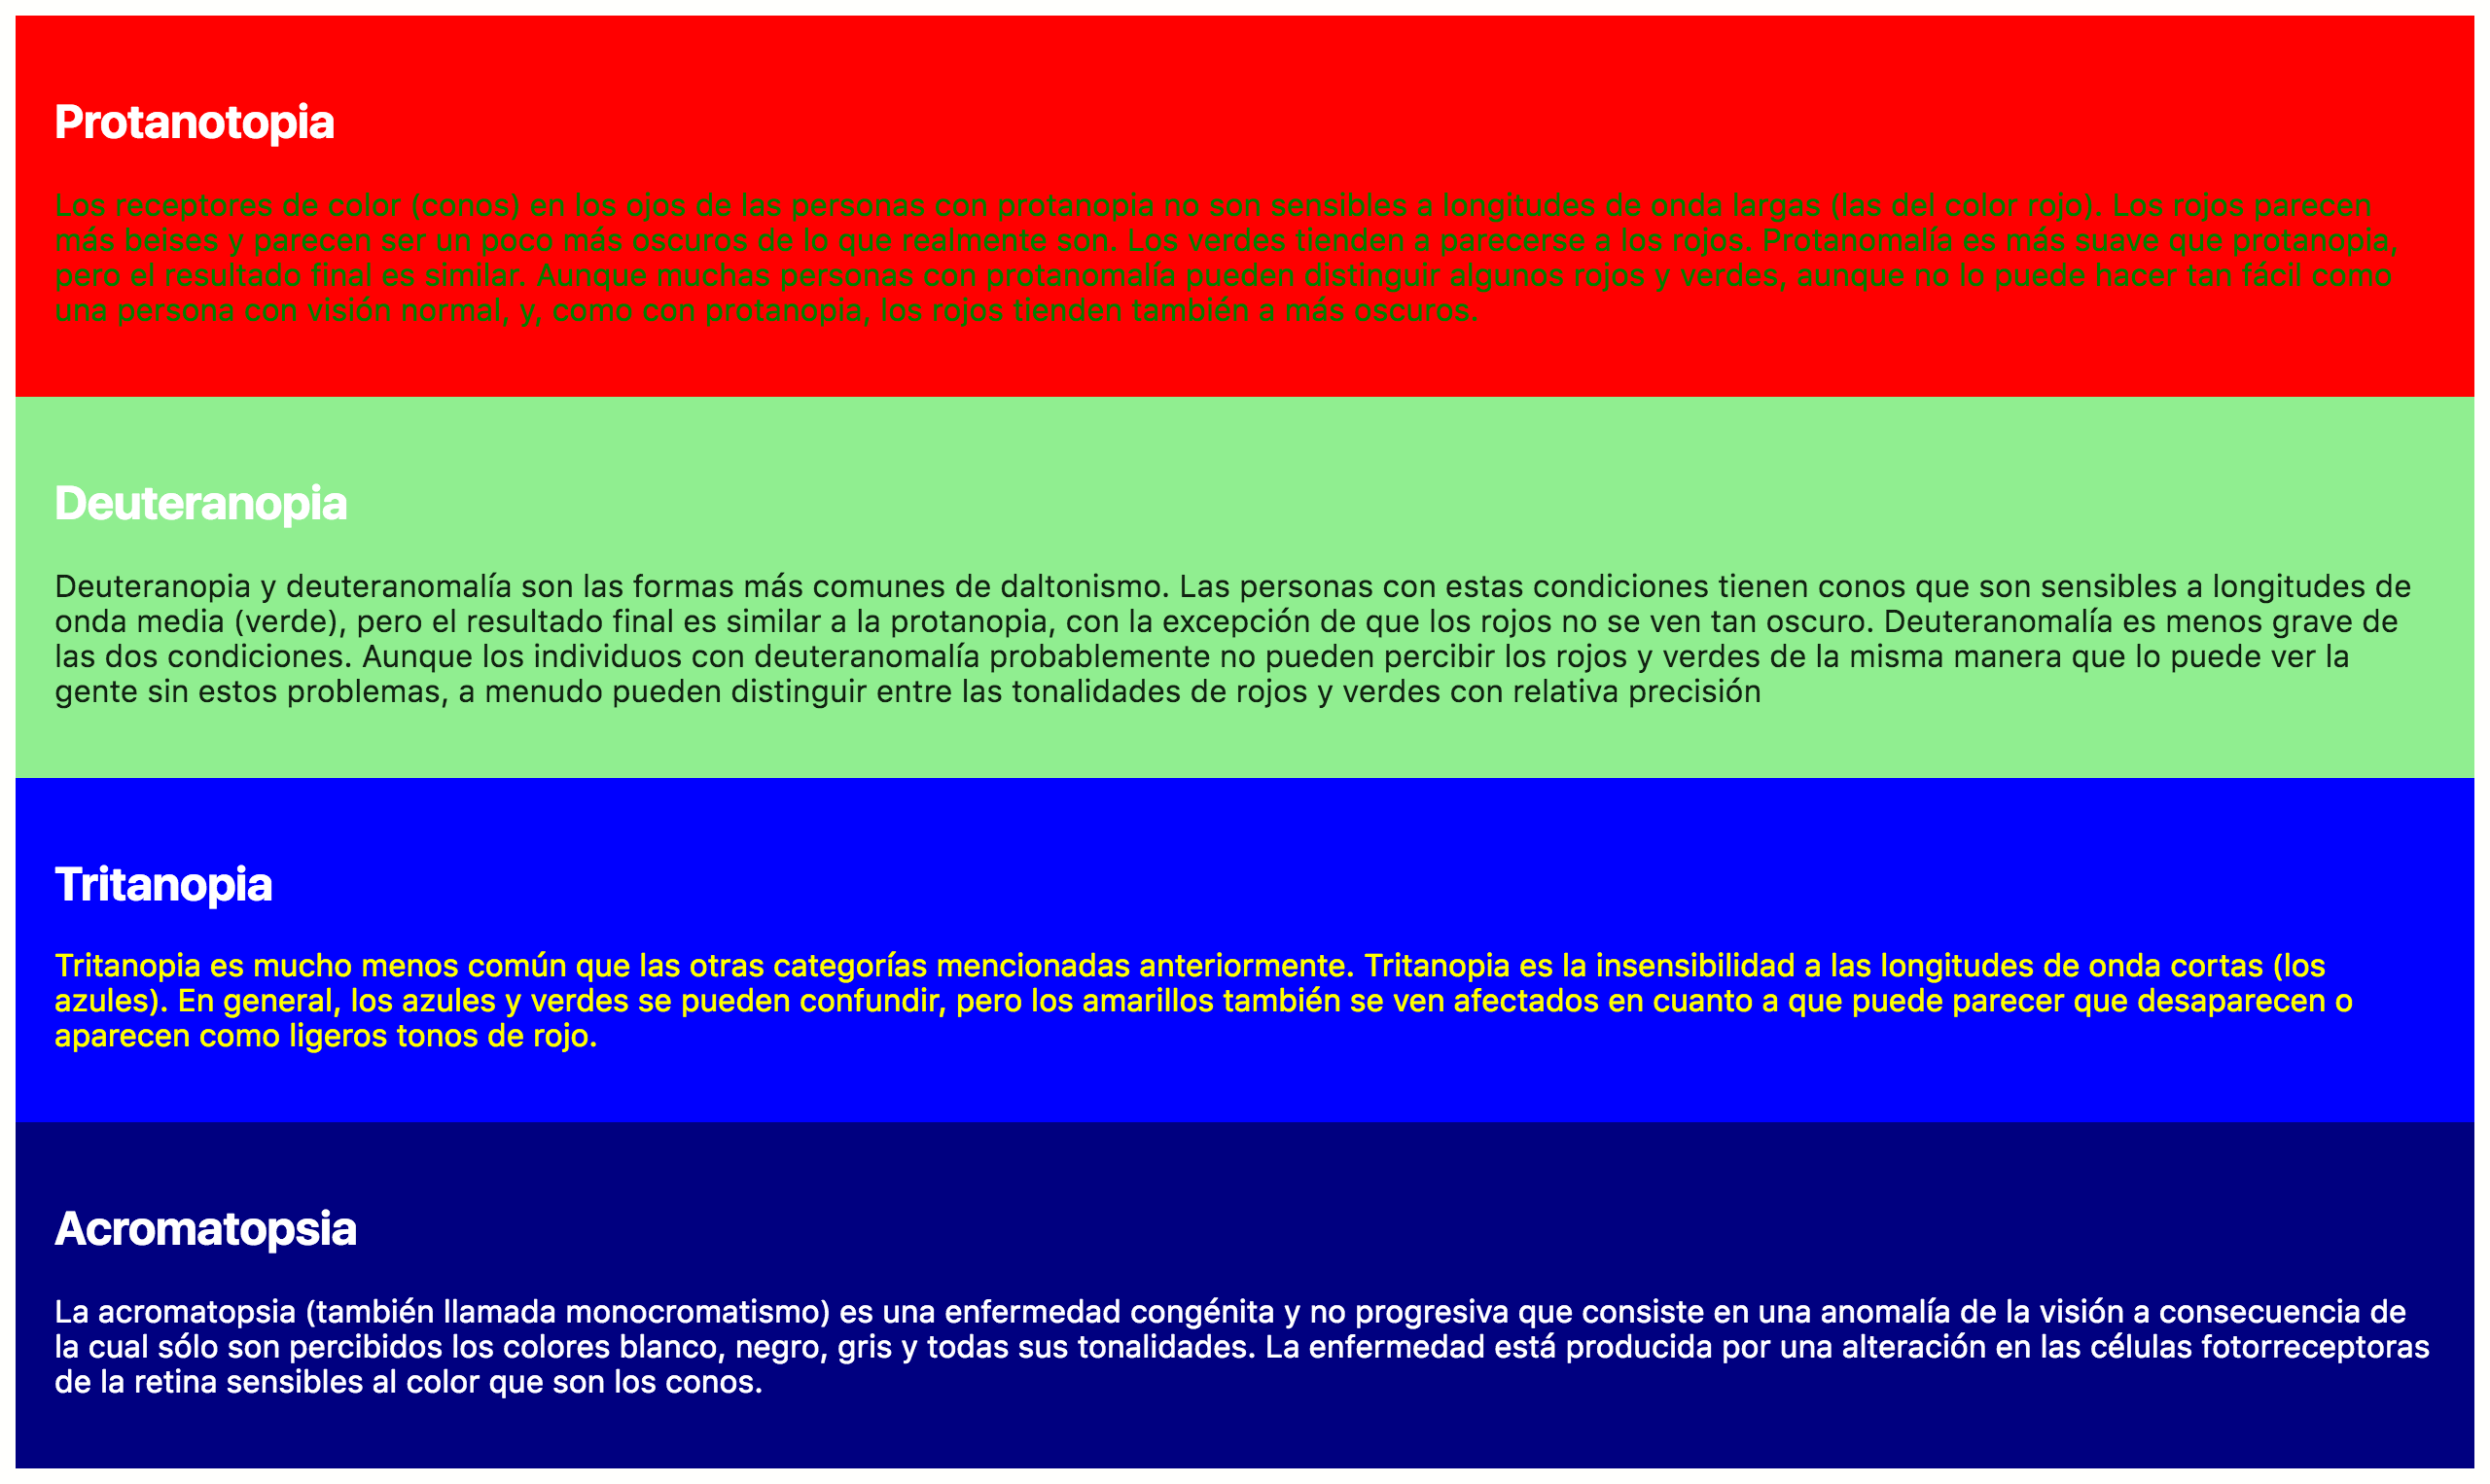 Protanotopia
Los receptores de color (conos) en los ojos de las personas con protanopia no son sensibles a longitudes de onda largas (las del color rojo). Los rojos parecen
más beises y parecen ser un poco más oscuros de lo que realmente son. Los verdes tienden a parecerse a los rojos. Protanomalía es más suave que protanopia,
pero el resultado final es similar. Aunque muchas personas con protanomalía pueden distinguir algunos rojos y verdes, aunque no lo puede hacer tan fácil como
una persona con visión normal, y, como con protanopia, los rojos tienden también a más oscuros.
Deuteranopia
Deuteranopia y deuteranomalía son las formas más comunes de daltonismo. Las personas con estas condiciones tienen conos que son sensibles a longitudes de
onda media (verde), pero el resultado final es similar a la protanopia, con la excepción de que los rojos no se ven tan oscuro. Deuteranomalía es menos grave de
las dos condiciones. Aunque los individuos con deuteranomalía probablemente no pueden percibir los rojos y verdes de la misma manera que lo puede ver la
gente sin estos problemas, a menudo pueden distinguir entre las tonalidades de rojos y verdes con relativa precisión
Tritanopia
Tritanopia es mucho menos común que las otras categorías mencionadas anteriormente. Tritanopia es la insensibilidad a las longitudes de onda cortas (los
azules). En general, los azules y verdes se pueden confundir, pero los amarillos también se ven afectados en cuanto a que puede parecer que desaparecen o
aparecen como ligeros tonos de rojo.
Acromatopsia
La acromatopsia (también llamada monocromatismo) es una enfermedad congénita y no progresiva que consiste en una anomalía de la visión a consecuencia de
la cual sólo son percibidos los colores blanco, negro, gris y todas sus tonalidades. La enfermedad está producida por una alteración en las células fotorreceptoras
de la retina sensibles al color que son los conos.